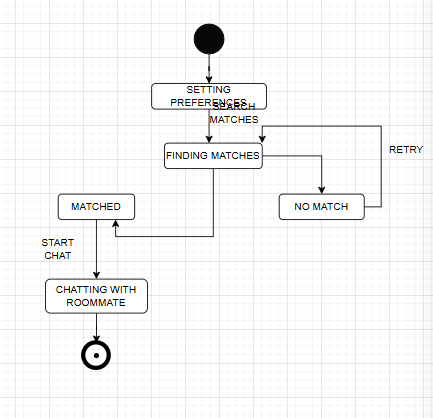 SETTING
PREFERENCES
SEARCH
MATCHES
FINDING MATCHES
RETRY
MATCHED
NO MATCH
START
CHAT
CHATTING WITH
ROOMMATE